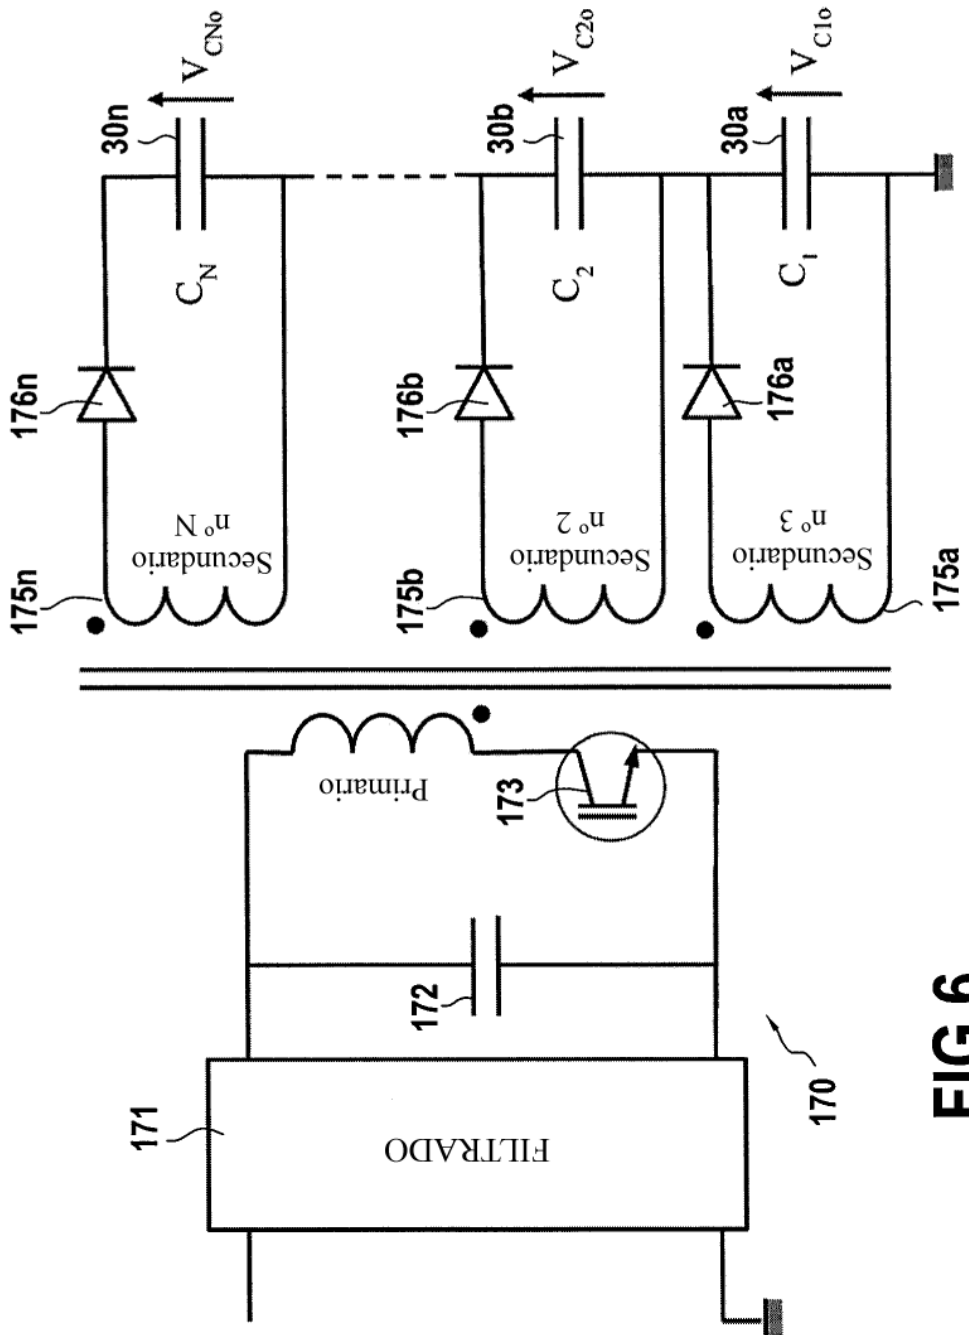 V_CNo
30n
C_N
176n
Secundario
nº N
175n
V_C2o
30b
C_2
176b
Secundario
nº 2
175b
V_C1o
30a
C_1
176a
Secundario
nº 3
175a
Primario
173
172
171
FILTRADO
170
FIG.6